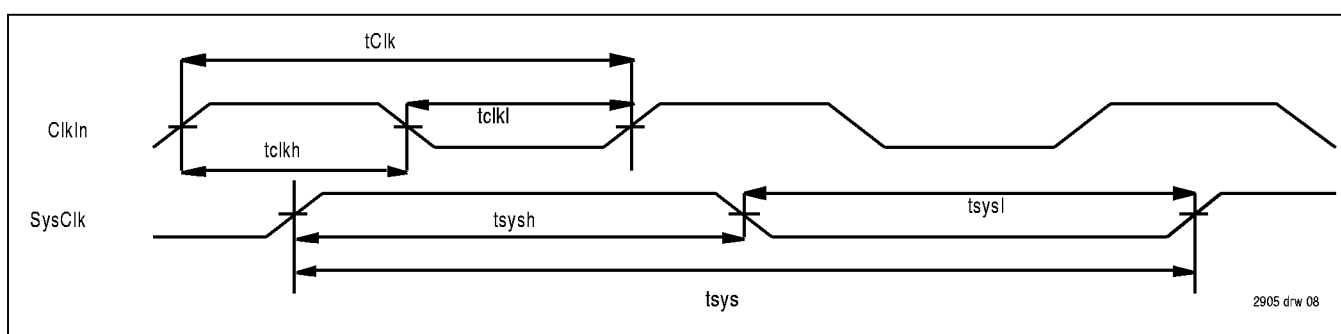 tClk
ClkIn
tclkl
tclkh
SysClk
tsysh
tsysl
tsys
2905 drw 08